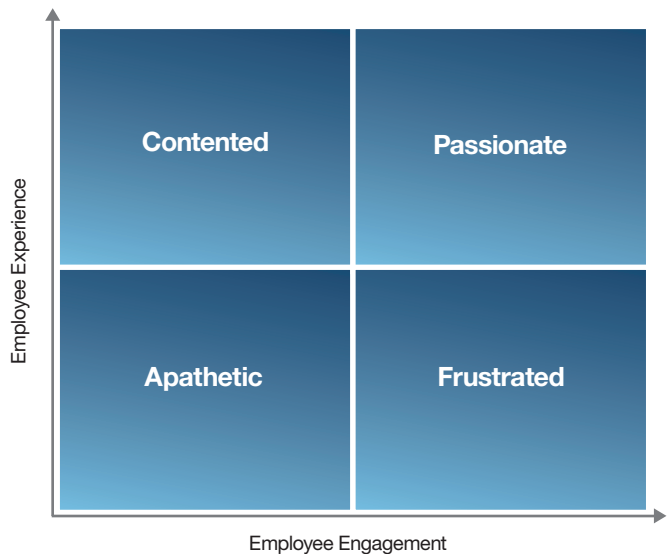 Employee Experience
Contented
Passionate
Apathetic
Frustrated
Employee Engagement